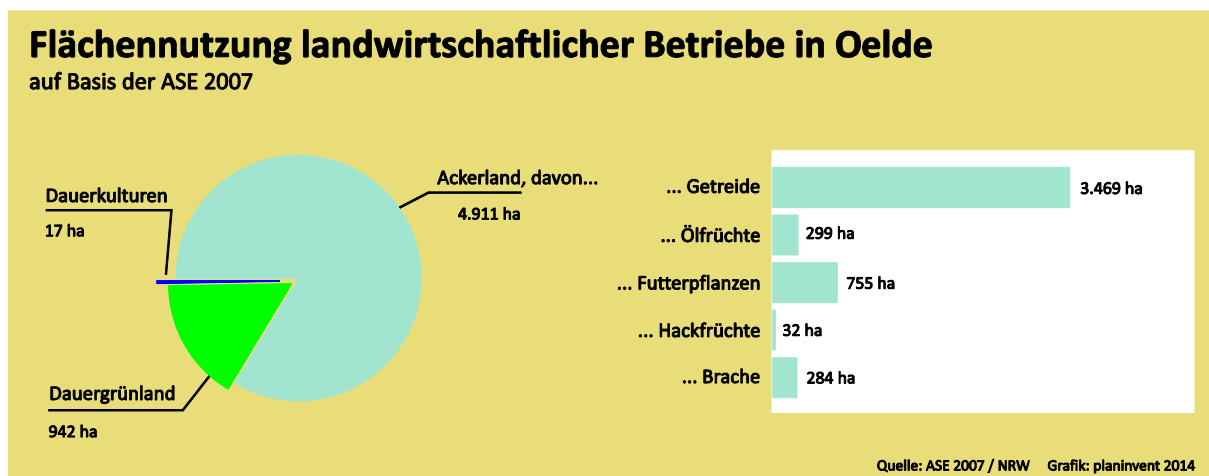 Flächennutzung landwirtschaftlicher Betriebe in Oelde
auf Basis der ASE 2007
Dauerkulturen
17 ha
Ackerland, davon...
4.911 ha
Dauergrünland
942 ha
... Getreide
3.469 ha
... Ölfrüchte
299 ha
... Futterpflanzen
755 ha
... Hackfrüchte
32 ha
... Brache
284 ha
Quelle: ASE 2007 / NRW Grafik: planinvent 2014